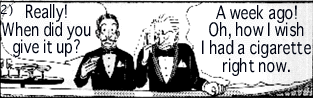 2)
Really!
When did you
give it up?
A week ago!
Oh, how I wish
I had a cigarette
right now.